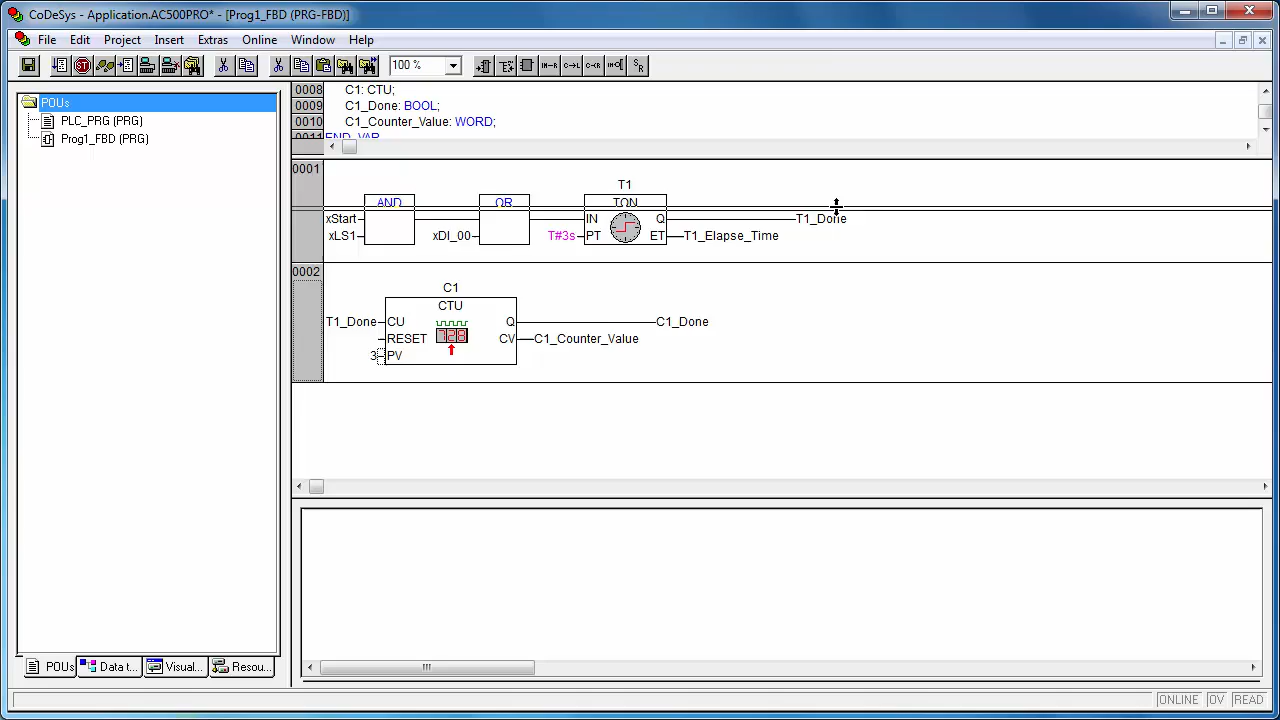 CoDeSys - Application.AC500PRO* - [Prog1_FBD (PRG-FBD)]
File Edit Project Insert Extras Online Window Help
100 %
POUs
PLC_PRG (PRG)
Prog1_FBD (PRG)
0008 C1: CTU;
0009 C1_Done: BOOL;
0010 C1_Counter_Value: WORD;
0011 END_VAR
0001
T1
AND OR TON
xStart IN Q T1_Done
xLS1 xDI_00 T#3s PT ET T1_Elapse_Time
0002
C1
CTU
T1_Done CU Q C1_Done
RESET CV C1_Counter_Value
3 PV
POUs Data t... Visual... Resou...
ONLINE OV READ